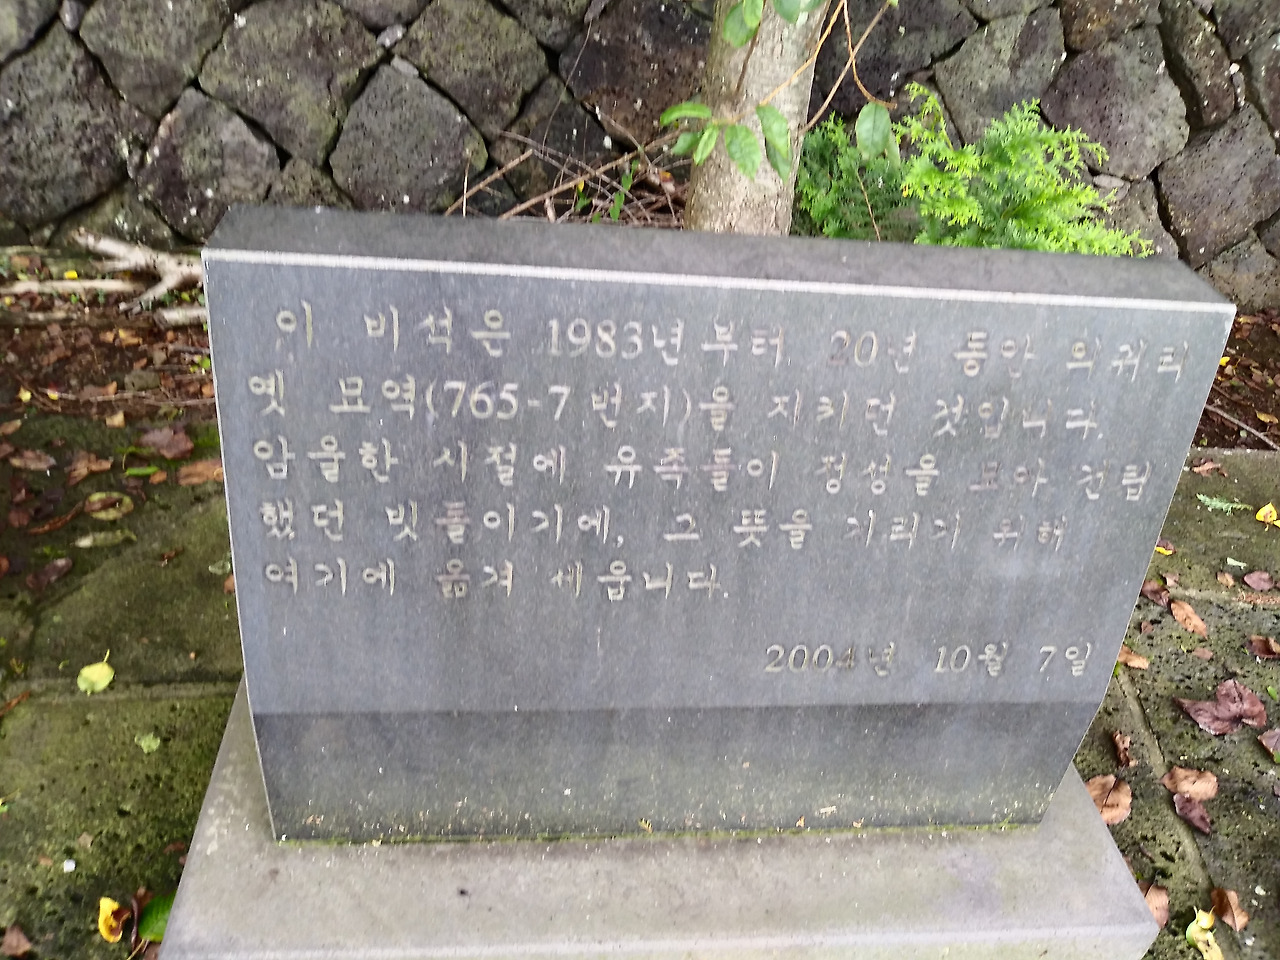 이 비석은 1983년부터 20년 동안 의귀리
옛 묘역(765-7 번지)을 지키던 것입니다.
암울한 시절에 유족들이 정성을 모아 건립
했던 빗돌이기에, 그 뜻을 기리기 위해
여기에 옮겨 세웁니다.
2004년 10월 7일